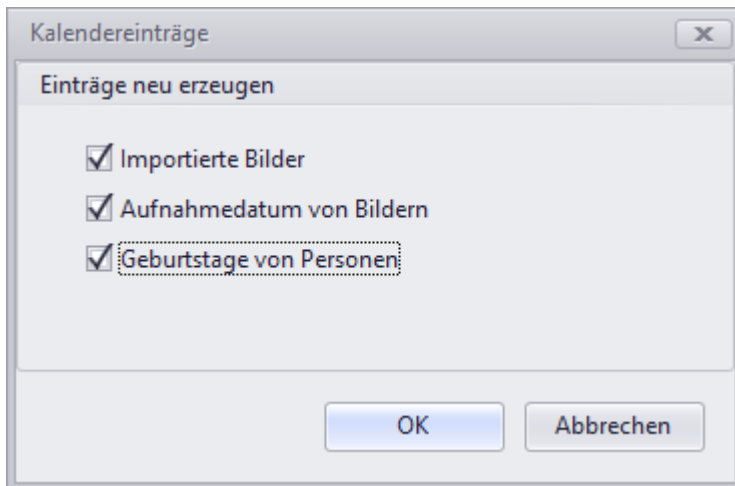 Kalendereinträge
Einträge neu erzeugen
Importierte Bilder
Aufnahmedatum von Bildern
Geburtstage von Personen
OK
Abbrechen